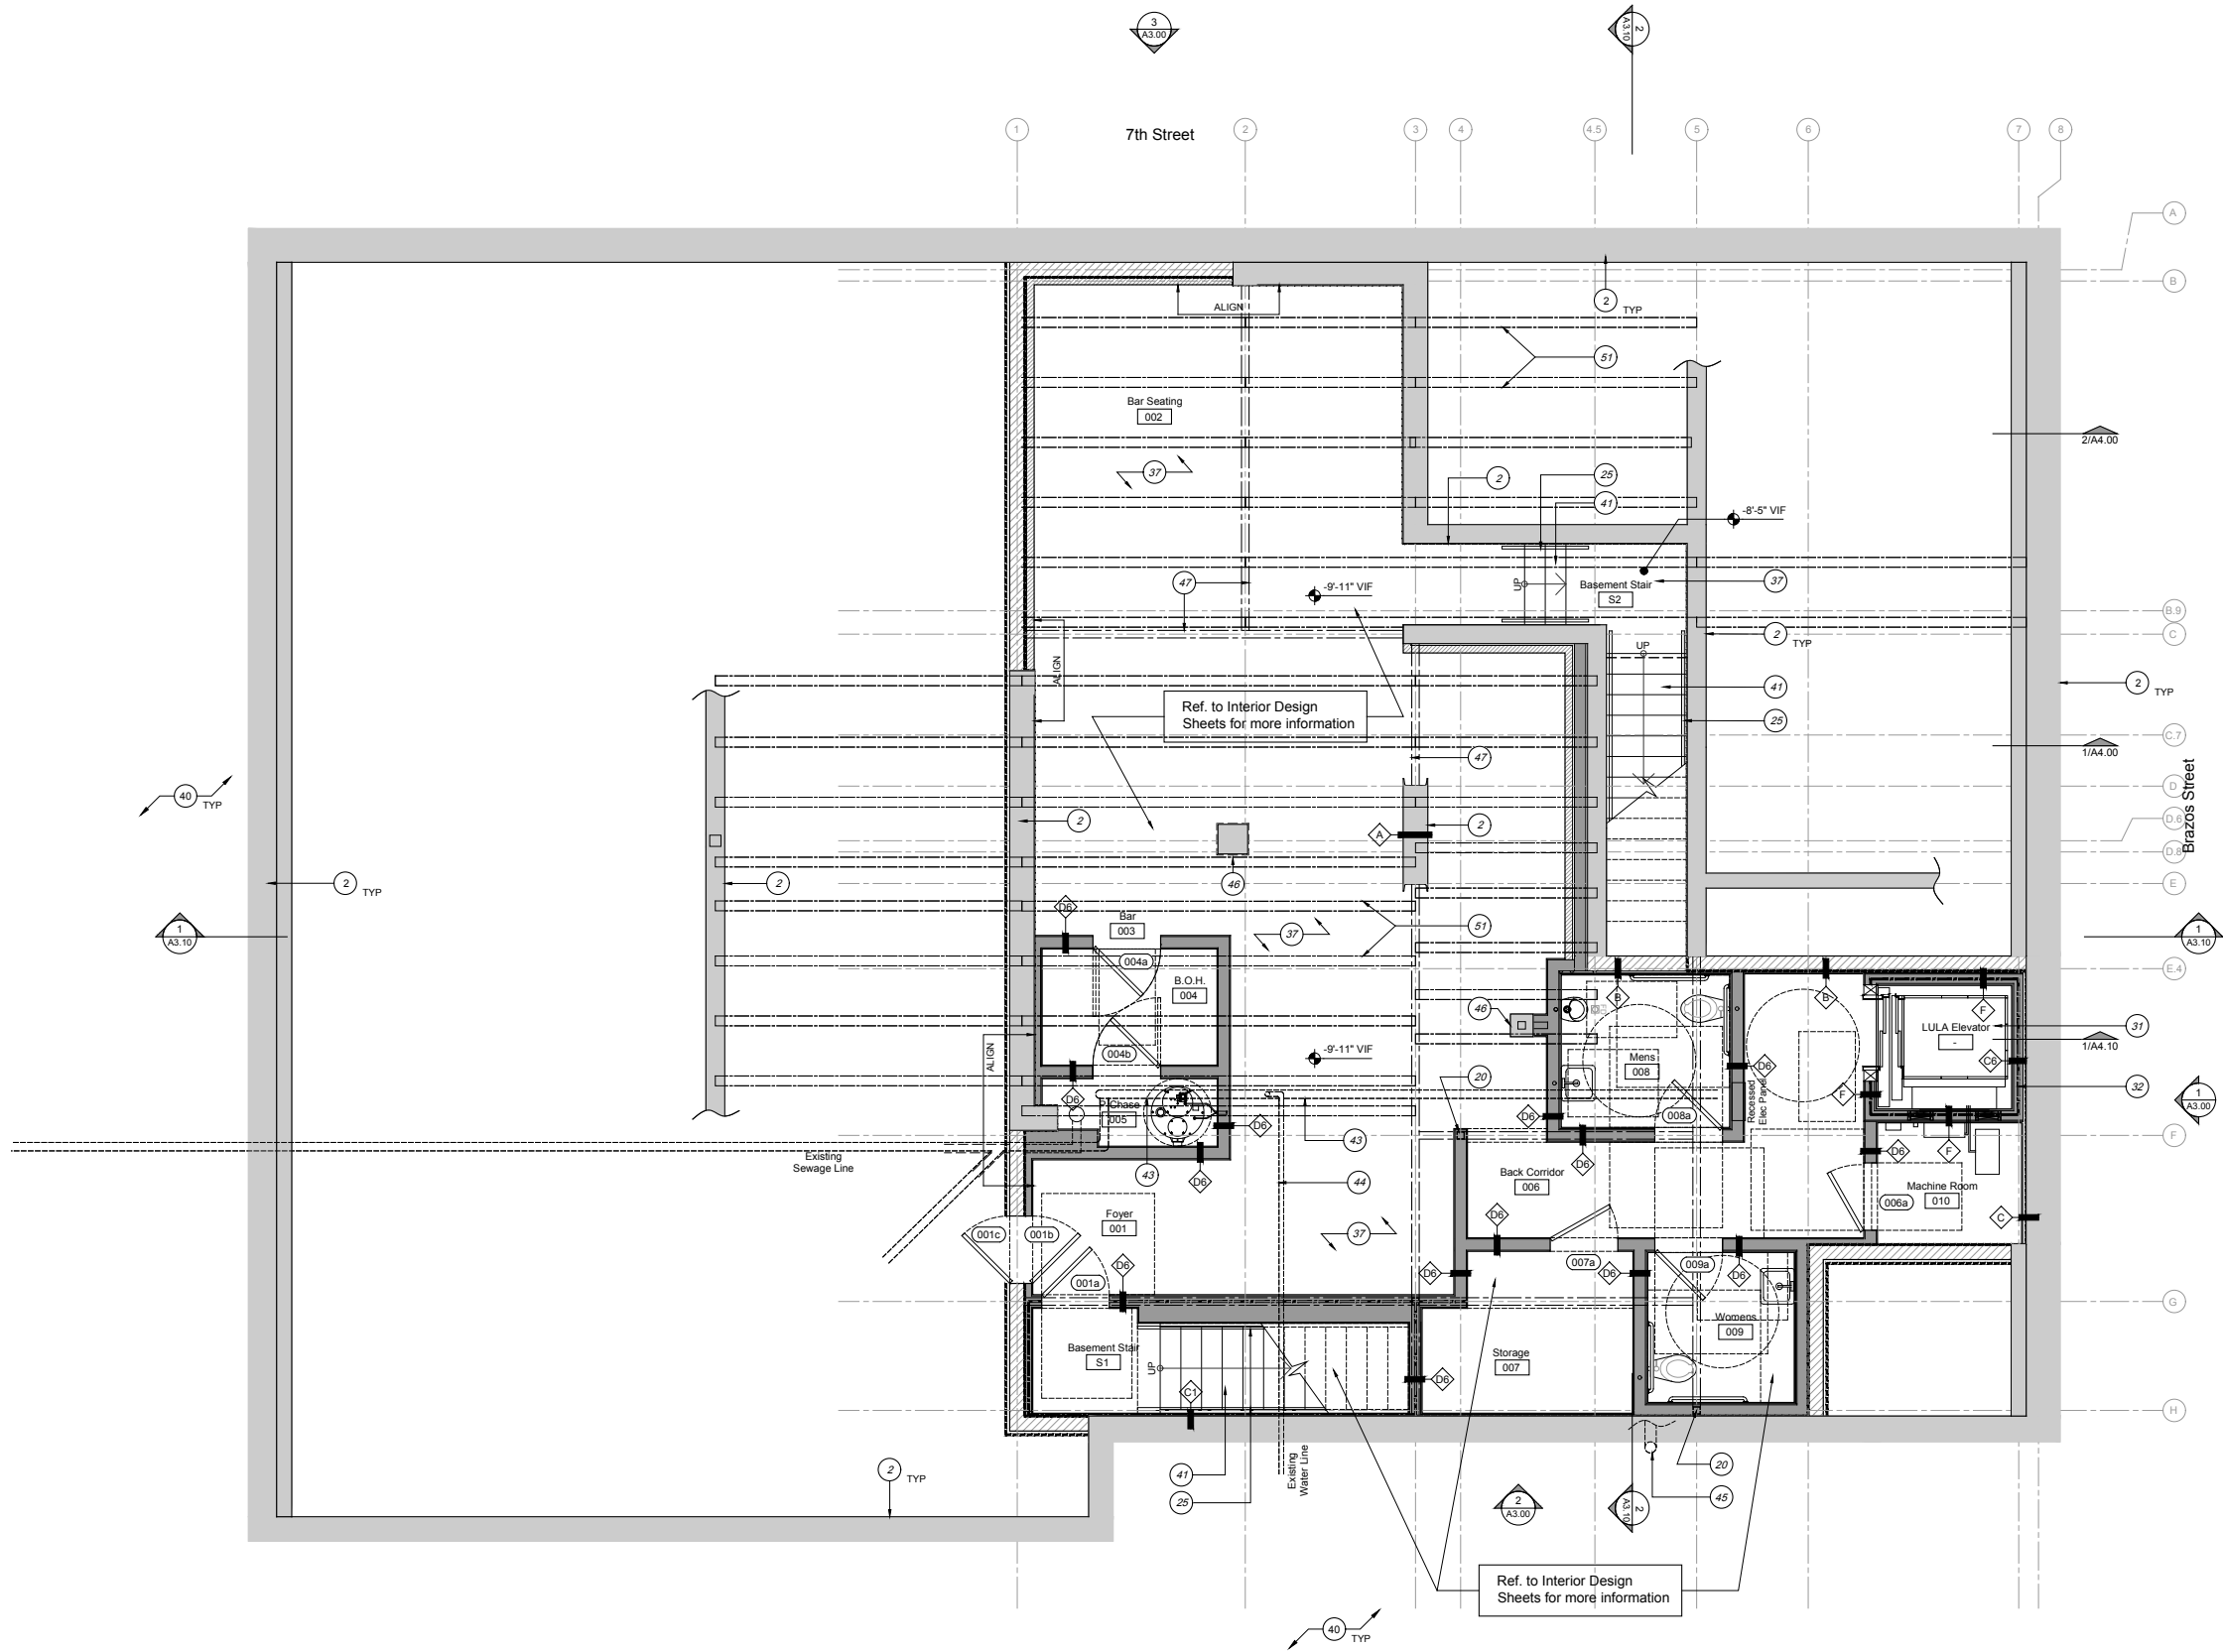 3
A3.00
2
A3.10
7th Street
1
2
3
4
4.5
5
6
7
8
A
B
ALIGN
2
TYP
51
Bar Seating
002
2/A4.00
37
2
25
41
-8'-5" VIF
47
-9'-11" VIF
UP
Basement Stair
S2
37
B.9
C
2
TYP
UP
ALIGN
2
TYP
41
Ref. to Interior Design
Sheets for more information
25
C.7
1/A4.00
47
Brazos Street
40
TYP
D
2
A
2
D.6
D.8
2
TYP
2
46
E
D6
Bar
003
51
37
1
A3.10
1
A3.10
004a
E.4
B.O.H.
004
B
B
F
46
LULA Elevator
-
31
1/A4.10
ALIGN
004b
-9'-11" VIF
Mens
008
D6
C6
20
Recessed
Elec Panel
F
32
D6
P.Chase
005
D6
43
D6
008a
1
A3.00
F
Existing
Sewage Line
43
D6
44
D6
Back Corridor
006
D6
F
Machine Room
010
006a
C
Foyer
001
001c
001b
37
D6
001a
D6
D6
007a
D6
009a
D6
G
Womens
009
Basement Stair
S1
UP
C1
D6
Storage
007
H
2
TYP
41
25
Existing
Water Line
20
45
2
A3.00
2
A3.10
Ref. to Interior Design
Sheets for more information
40
TYP